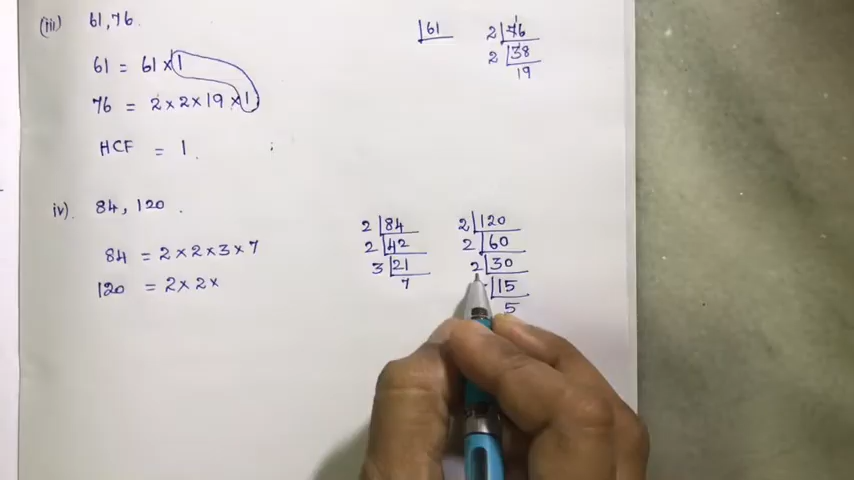 (iii) 61, 76.
61 = 61 × 1
76 = 2 × 2 × 19 × 1
HCF = 1.
61
2 76
2 38
19
iv). 84, 120.
84 = 2 × 2 × 3 × 7
120 = 2 × 2 ×
2 84
2 42
3 21
7
2 120
2 60
2 30
15
5